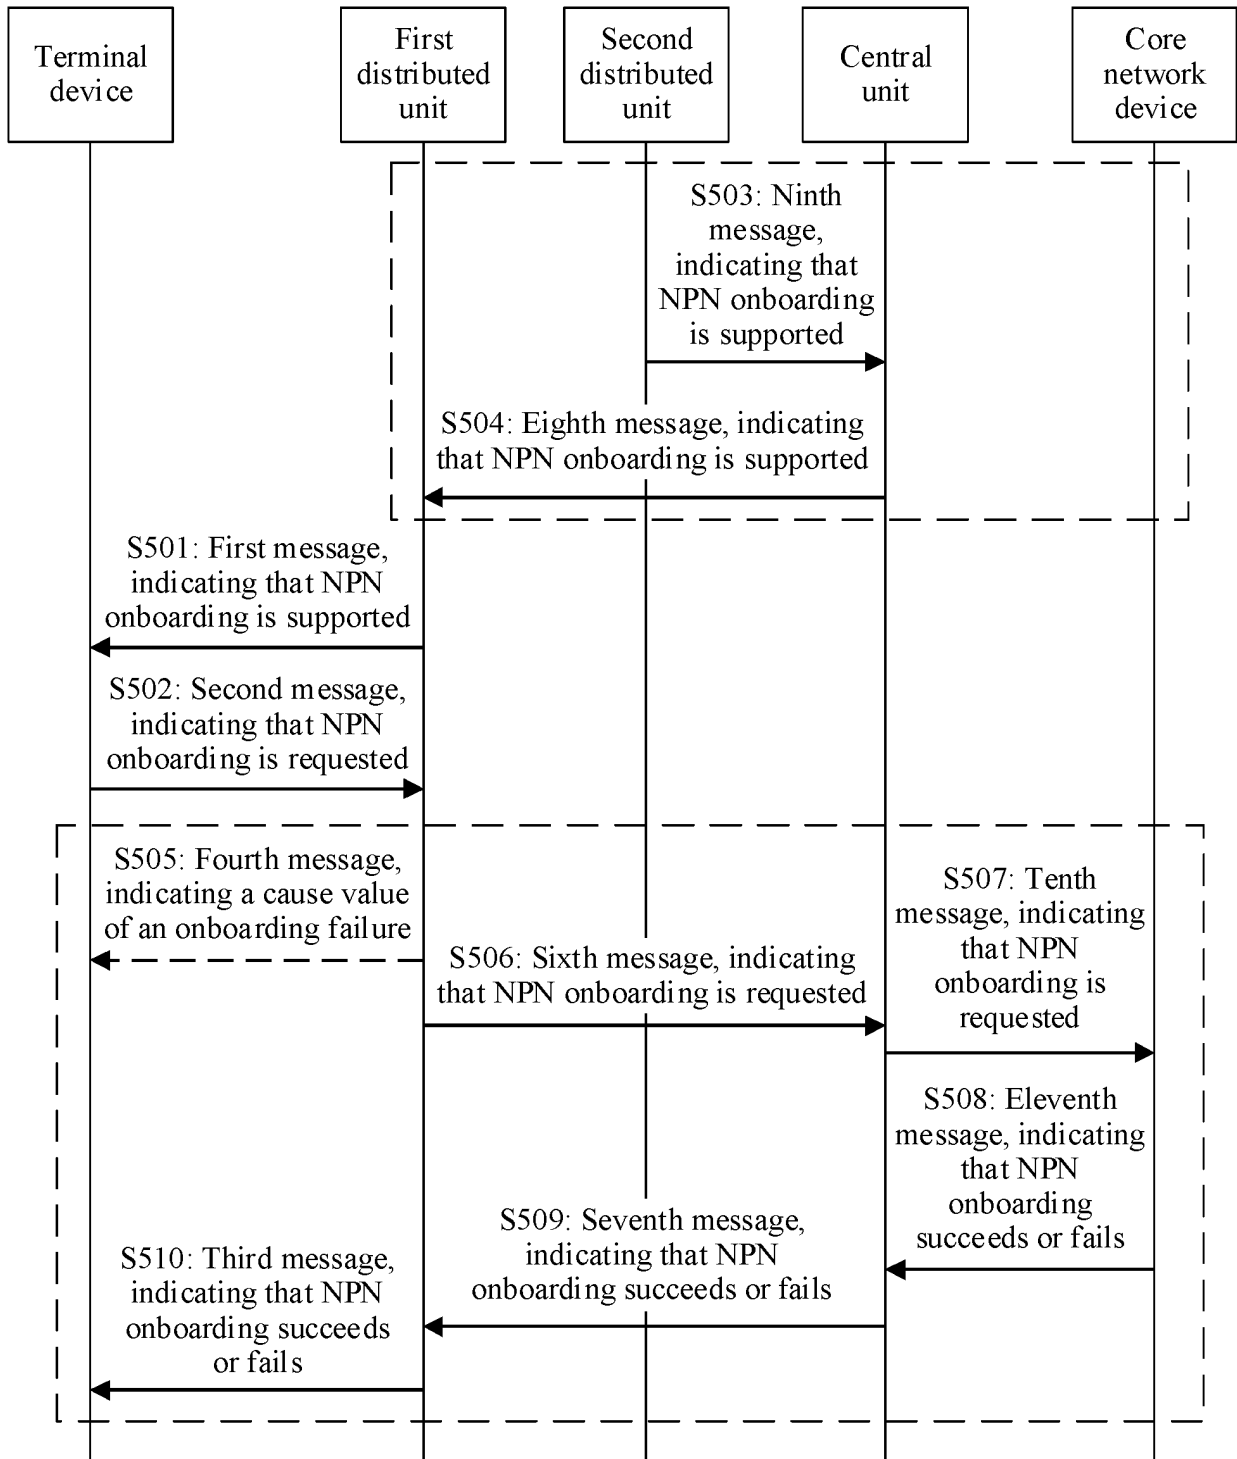 Terminal
device
First
distributed
unit
Second
distributed
unit
Central
unit
Core
network
device
S503: Ninth
message,
indicating that
NPN onboarding
is supported
S504: Eighth message, indicating
that NPN onboarding is supported
S501: First message,
indicating that NPN
onboarding is supported
S502: Second message,
indicating that NPN
onboarding is requested
S505: Fourth message,
indicating a cause value
of an onboarding failure
S506: Sixth message, indicating
that NPN onboarding is requested
S507: Tenth
message, indicating
that NPN
onboarding is
requested
S508: Eleventh
message, indicating
that NPN
onboarding
succeeds or fails
S509: Seventh message,
indicating that NPN
onboarding succeeds or fails
S510: Third message,
indicating that NPN
onboarding succeeds
or fails